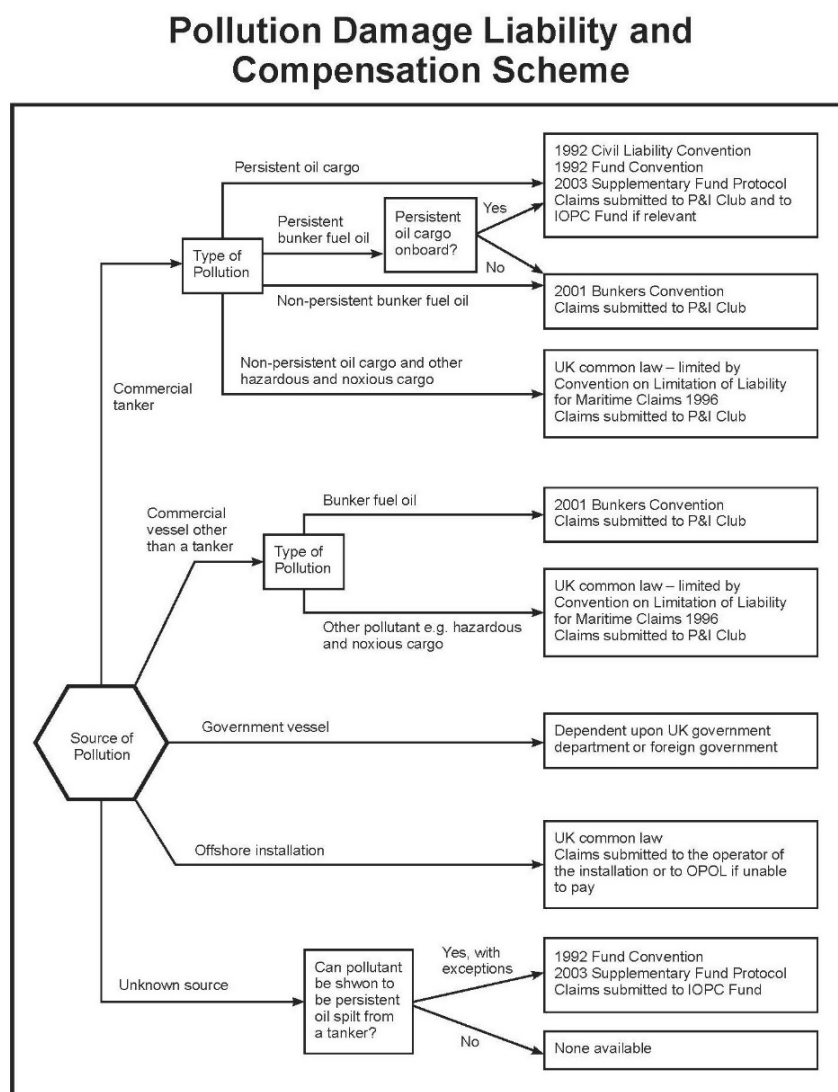 Pollution Damage Liability and
Compensation Scheme
Persistent oil cargo
1992 Civil Liability Convention
1992 Fund Convention
2003 Supplementary Fund Protocol
Claims submitted to P&I Club and to
IOPC Fund if relevant
Type of
Pollution
Persistent
bunker fuel oil
Persistent
oil cargo
onboard?
Yes
No
Non-persistent bunker fuel oil
2001 Bunkers Convention
Claims submitted to P&I Club
Non-persistent oil cargo and other
hazardous and noxious cargo
UK common law – limited by
Convention on Limitation of Liability
for Maritime Claims 1996
Claims submitted to P&I Club
Commercial
tanker
Commercial
vessel other
than a tanker
Type of
Pollution
Bunker fuel oil
2001 Bunkers Convention
Claims submitted to P&I Club
Other pollutant e.g. hazardous
and noxious cargo
UK common law – limited by
Convention on Limitation of Liability
for Maritime Claims 1996
Claims submitted to P&I Club
Source of
Pollution
Government vessel
Dependent upon UK government
department or foreign government
Offshore installation
UK common law
Claims submitted to the operator of
the installation or to OPOL if unable
to pay
Unknown source
Can pollutant
be shwon to
be persistent
oil spilt from
a tanker?
Yes, with
exceptions
1992 Fund Convention
2003 Supplementary Fund Protocol
Claims submitted to IOPC Fund
No
None available